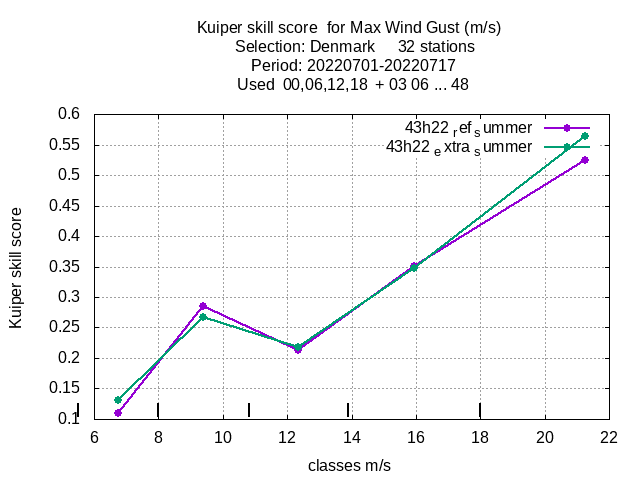 Kuiper skill score  for Max Wind Gust (m/s)
Selection: Denmark     32 stations
Period: 20220701-20220717
Used  00,06,12,18  + 03 06 ... 48
43h22 ref summer
43h22 extra summer
0.6
0.55
0.5
0.45
0.4
0.35
0.3
0.25
0.2
0.15
0.1
Kuiper skill score
6 8 10 12 14 16 18 20 22
classes m/s